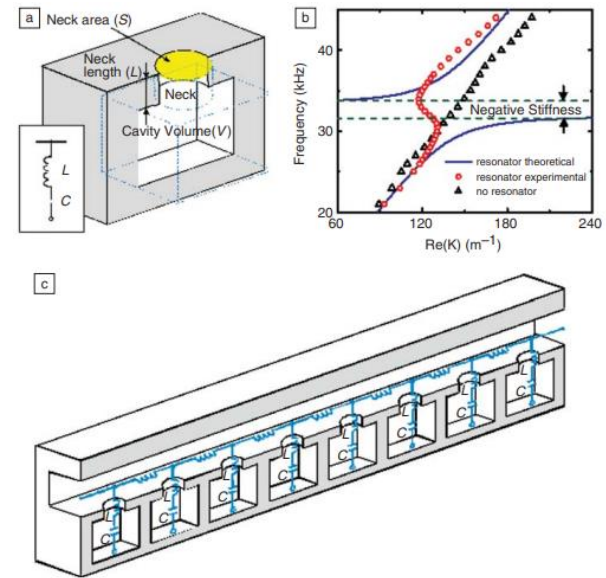 a
Neck area (S)
Neck
length (L)
Neck
Cavity Volume(V)
L
C
b
Frequency (kHz)
40
30
20
Negative Stiffness
resonator theoretical
resonator experimental
no resonator
60 120 180 240
Re(K) (m⁻¹)
c
L L L L L L L L
C C C C C C C C